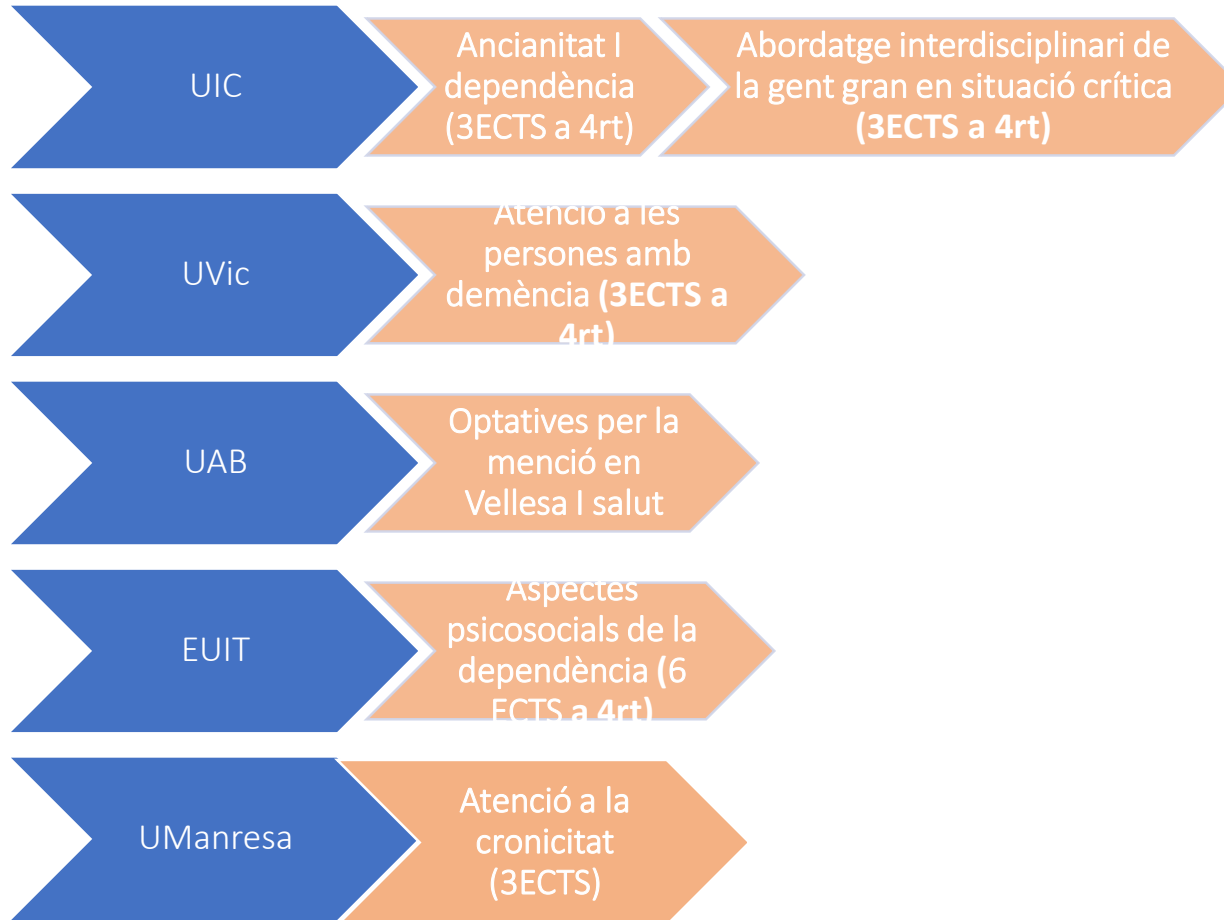 UIC
Ancianitat I
dependència
(3ECTS a 4rt)
Abordatge interdisciplinari de
la gent gran en situació crítica
(3ECTS a 4rt)
UVic
Atenció a les
persones amb
demència (3ECTS a
4rt)
UAB
Optatives per la
menció en
Vellesa I salut
EUIT
Aspectes
psicosocials de la
dependència (6
ECTS a 4rt)
UManresa
Atenció a la
cronicitat
(3ECTS)